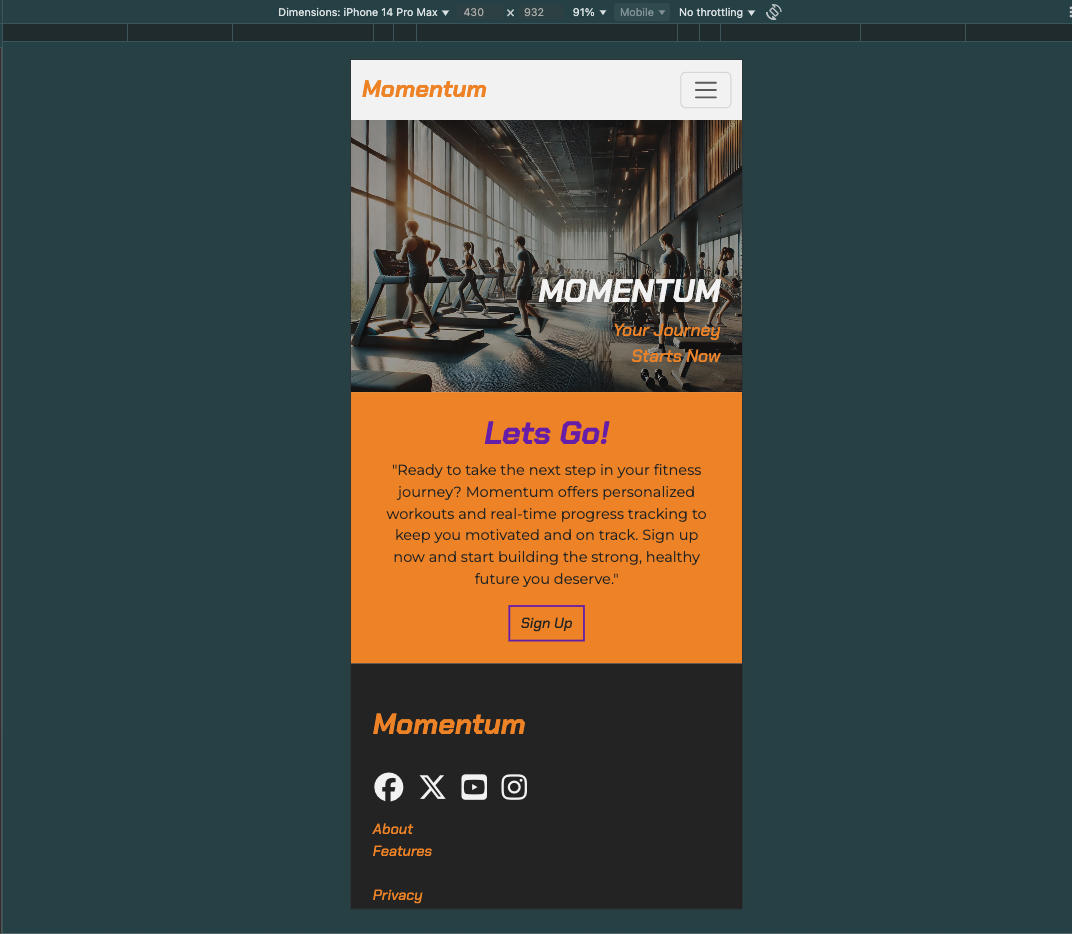 Dimensions: iPhone 14 Pro Max 430 × 932 91% Mobile No throttling
Momentum
MOMENTUM
Your Journey
Starts Now
Lets Go!
"Ready to take the next step in your fitness
journey? Momentum offers personalized
workouts and real-time progress tracking to
keep you motivated and on track. Sign up
now and start building the strong, healthy
future you deserve."
Sign Up
Momentum
About
Features
Privacy